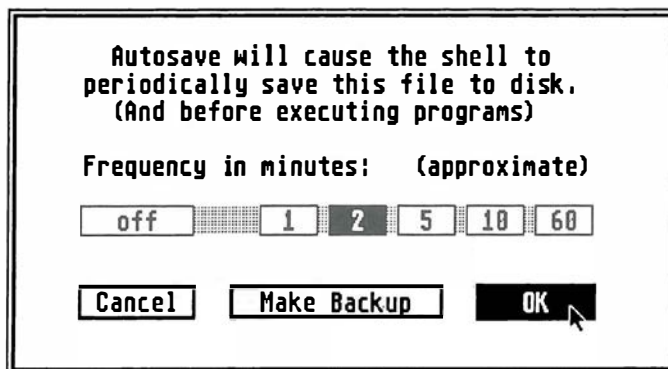 Autosave will cause the shell to
periodically save this file to disk.
(And before executing programs)
Frequency in minutes: (approximate)
off 1 2 5 10 60
Cancel Make Backup OK